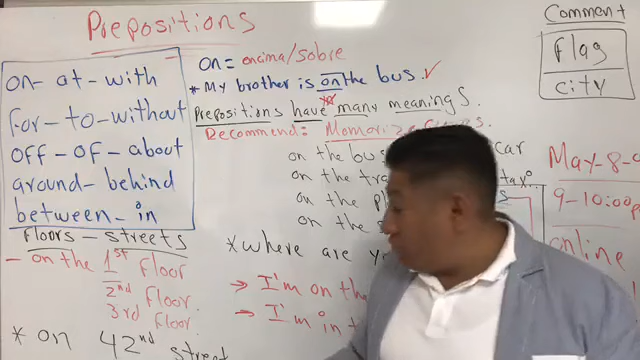 Prepositions
on - at - with
for - to - without
off - of - about
around - behind
between - in
floors - streets
- on the 1st floor
2nd floor.
3rd floor.
* on 42nd street
on = encima/sobre
* My brother is on the bus. ✓
Prepositions have many meanings.
Recommend:
on the bus
on the
on the
on the
car
taxi
* where are
→ I'm on the
→ I'm in
Comment
flag
city
May-8-
9-10:00p
online